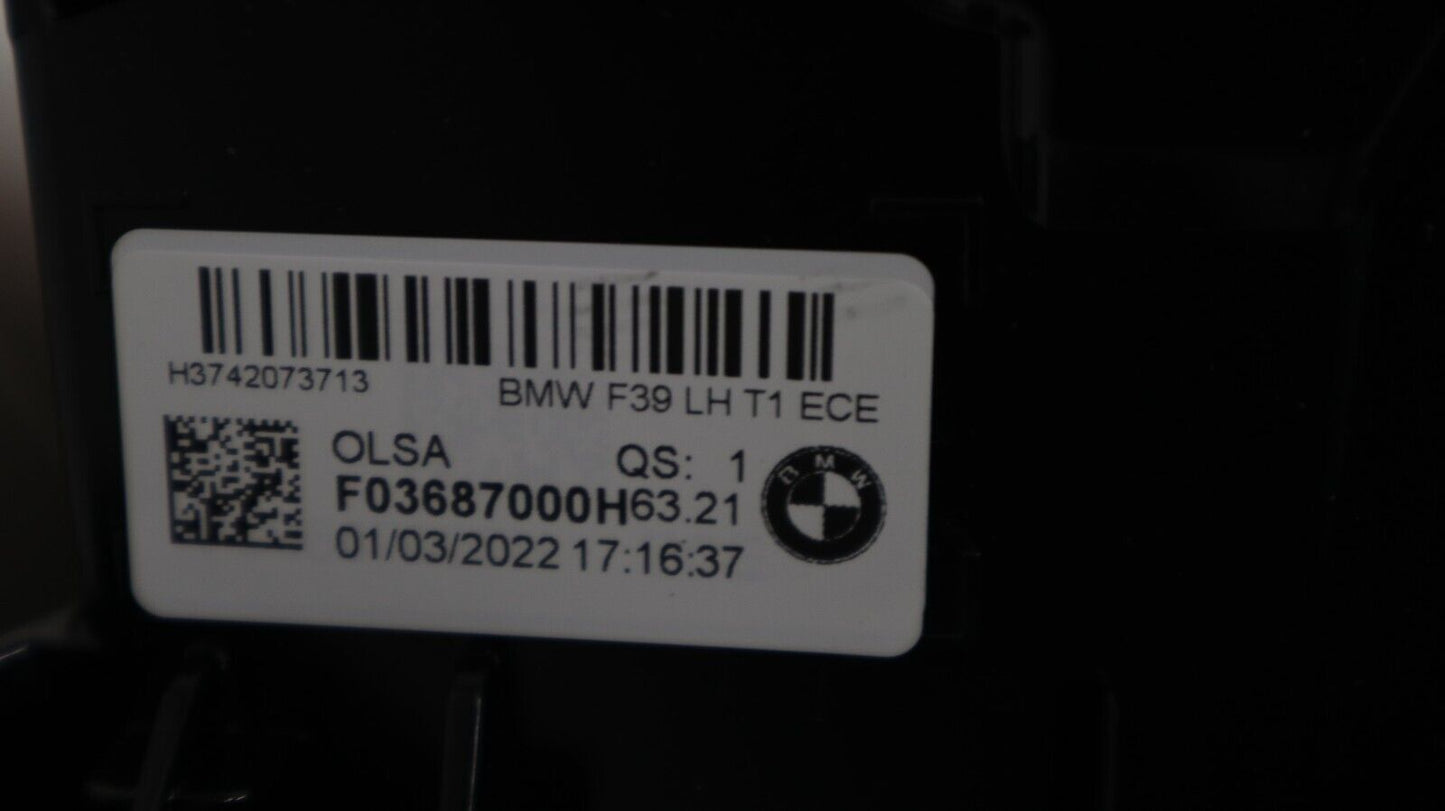 H3742073713
BMW F39 LH T1 ECE
OLSA QS: 1
F03687000H63.21
01/03/2022 17:16:37
BMW